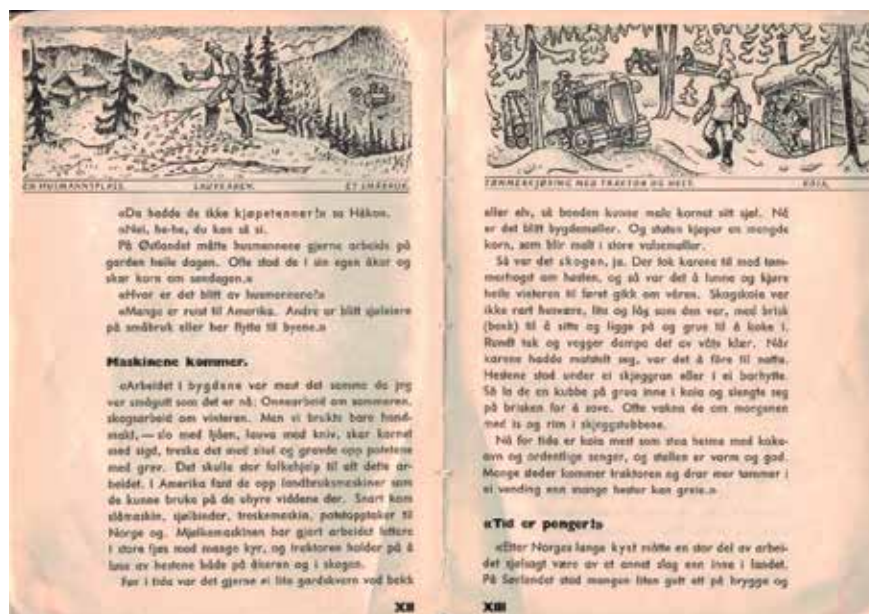 EN HUSMANNSPLASS. LAUVKAREN. ET SMÅBRUK.
«Da hadde de ikke kjøpetenner!» sa Håkon.
«Nei, he-he, du kan så si.
På Østlandet måtte husmennene gjerne arbeide på
garden heile dagen. Ofte stod de i sin egen åker og
skar korn om søndagen.»
«Hvor er det blitt av husmennene?»
«Mange er reist til Amerika. Andre er blitt sjøleiere
på småbruk eller har flytta til byene.»
Maskinene kommer.
«Arbeidet i bygdene var mest det samme da jeg
var smågutt som det er nå: Onnearbeid om sommeren,
skogsarbeid om vinteren. Men vi brukte bare hand-
makt, — slo med ljåen, lauva med kniv, skar kornet
med sigd, treska det med sliul og gravde opp potetene
med grev. Det skulle stor folkehjelp til alt dette ar-
beidet. I Amerika fant de opp landbruksmaskiner som
de kunne bruke på de uhyre viddene der. Snart kom
slåmaskin, sjølbinder, treskemaskin, potetopptaker til
Norge og. Mjølkemaskinen har gjort arbeidet lettere
i store fjøs med mange kyr, og traktoren holder på å
løse av hestene både på åkeren og i skogen.
Før i tida var det gjerne ei lita gardskvern ved bekk
XII
TØMMERKJØRING MED TRAKTOR OG HEST. KOIA.
eller elv, så bonden kunne male kornet sitt sjøl. Nå
er det blitt bygdemøller. Og staten kjøper en mengde
korn, som blir malt i store valsemøller.
Så var det skogen, ja. Der tok karene til med tøm-
merhogst om høsten, og så var det å lunne og kjøre
heile vinteren til føret gikk om våren. Skogskoia var
ikke rart husvære, lita og låg som den var, med brisk
(benk) til å sitte og ligge på og grue til å koke i.
Rundt tak og vegger dampa det av våte klær. Når
karene hadde matstelt seg, var det å fôre til natta.
Hestene stod under ei skjeggran eller i ei barhytte.
Så la de en kubbe på grua inne i koia og slengte seg
på brisken for å sove. Ofte vakna de om morgenen
med is og rim i skjeggstubbene.
Nå for tida er koia mest som stua heime med koke-
ovn og ordentlige senger, og stallen er varm og god.
Mange steder kommer traktoren og drar mer tømmer i
ei vending enn mange hester kan greie.»
«Tid er penger!»
«Etter Norges lange kyst måtte en stor del av arbei-
det sjølsagt være av et annet slag enn inne i landet.
På Sørlandet stod mangen liten gutt ett på brygge og
XIII